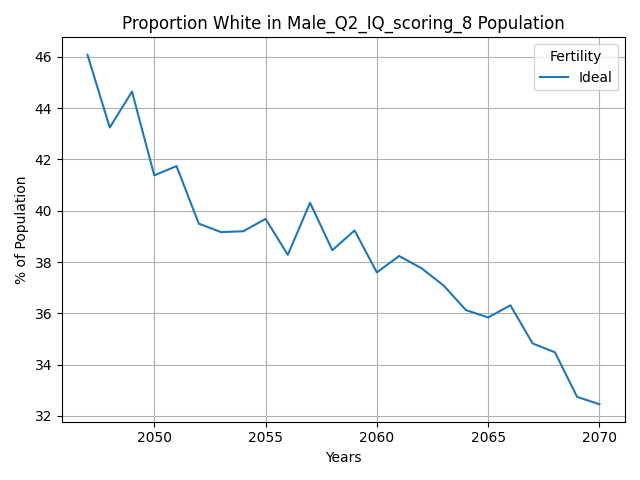 Proportion White in Male_Q2_IQ_scoring_8 Population
Fertility
Ideal
46
44
42
40
38
36
34
32
% of Population
2050 2055 2060 2065 2070
Years